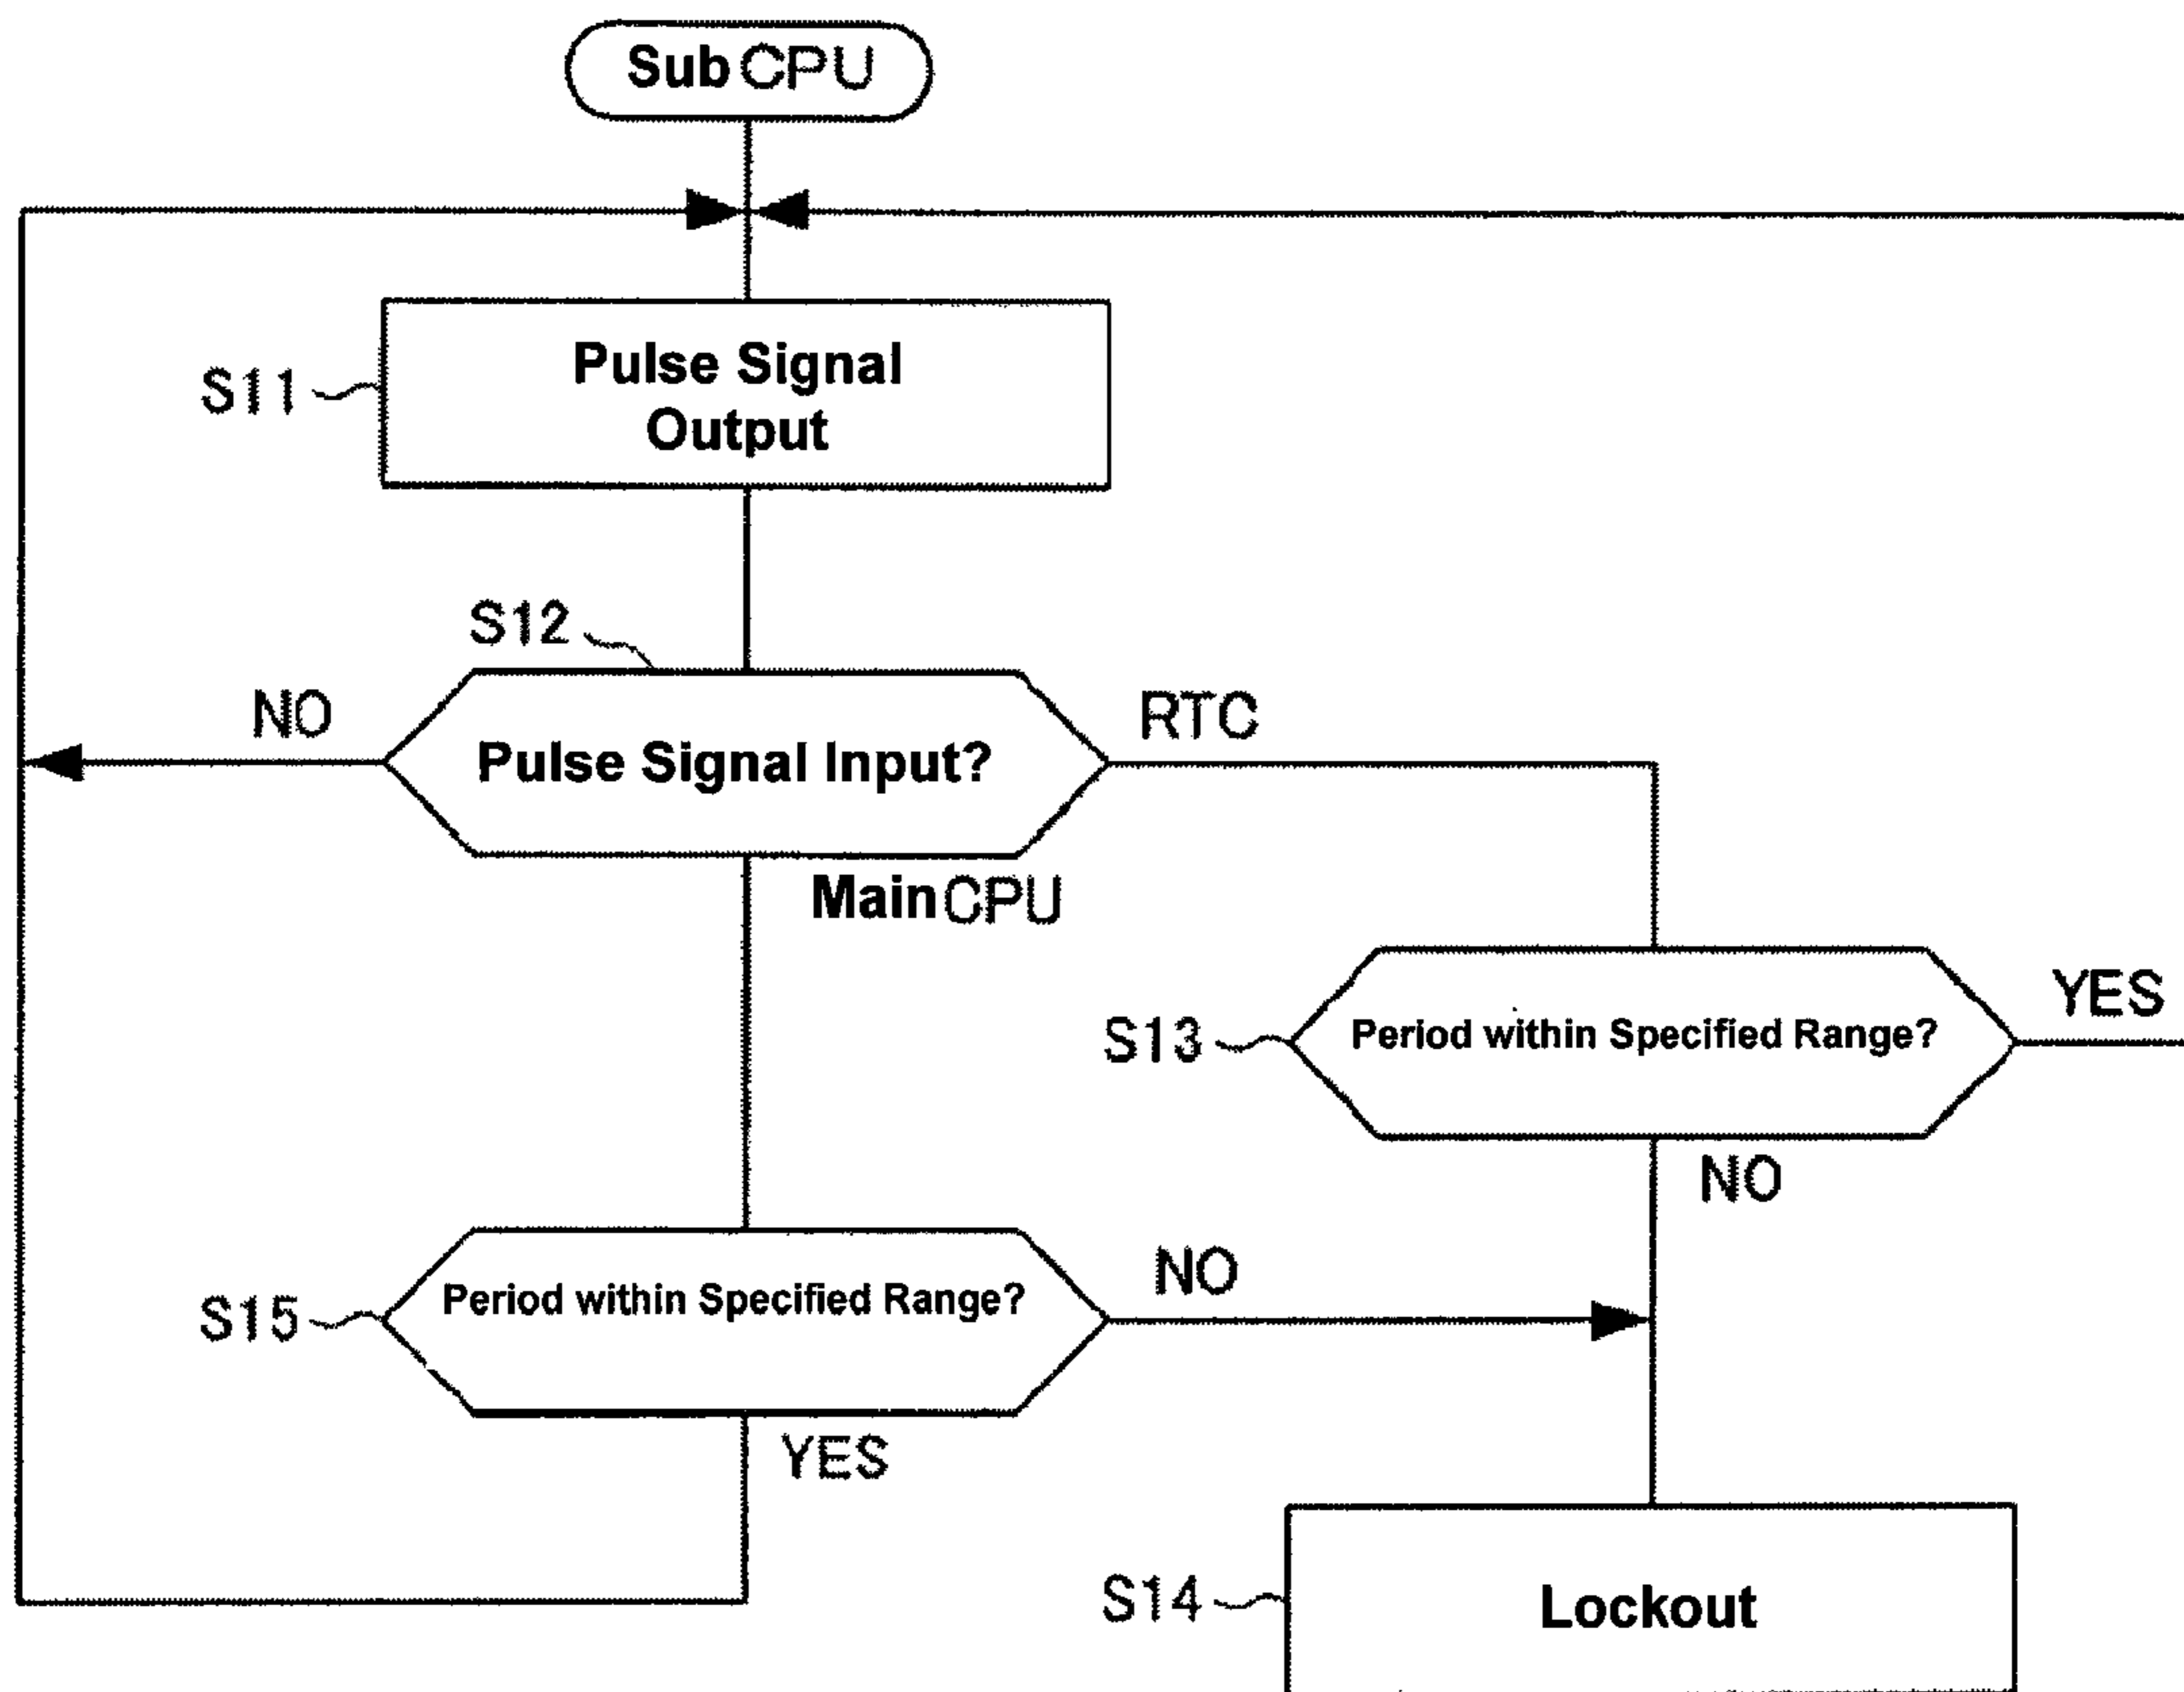 Sub CPU
S11
Pulse Signal
Output
S12
NO
RTC
Pulse Signal Input?
Main CPU
S13
Period within Specified Range?
YES
NO
S15
Period within Specified Range?
NO
YES
S14
Lockout